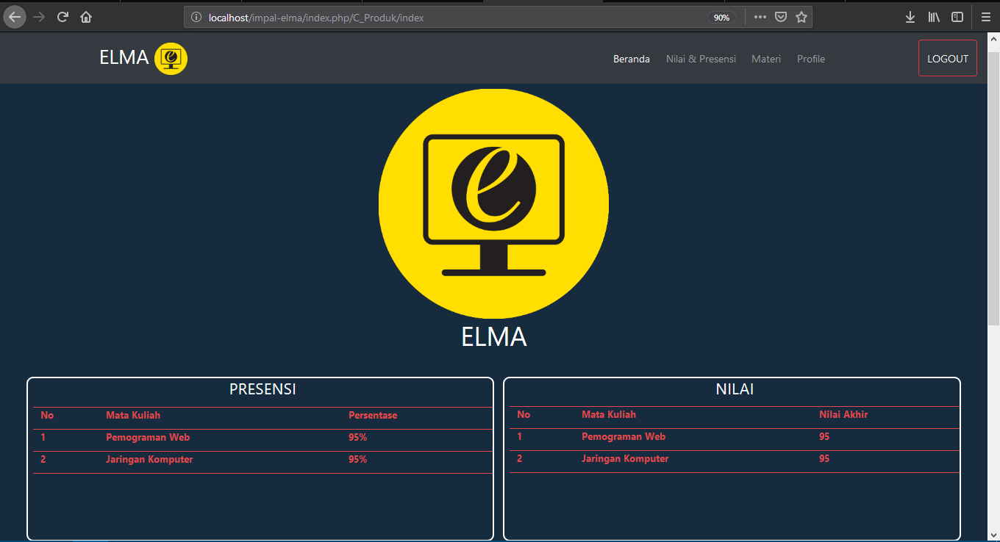 localhost/impal-elma/index.php/C_Produk/index 90%
ELMA e Beranda Nilai & Presensi Materi Profile LOGOUT
e
ELMA
PRESENSI
No Mata Kuliah Persentase
1 Pemograman Web 95%
2 Jaringan Komputer 95%
NILAI
No Mata Kuliah Nilai Akhir
1 Pemograman Web 95
2 Jaringan Komputer 95